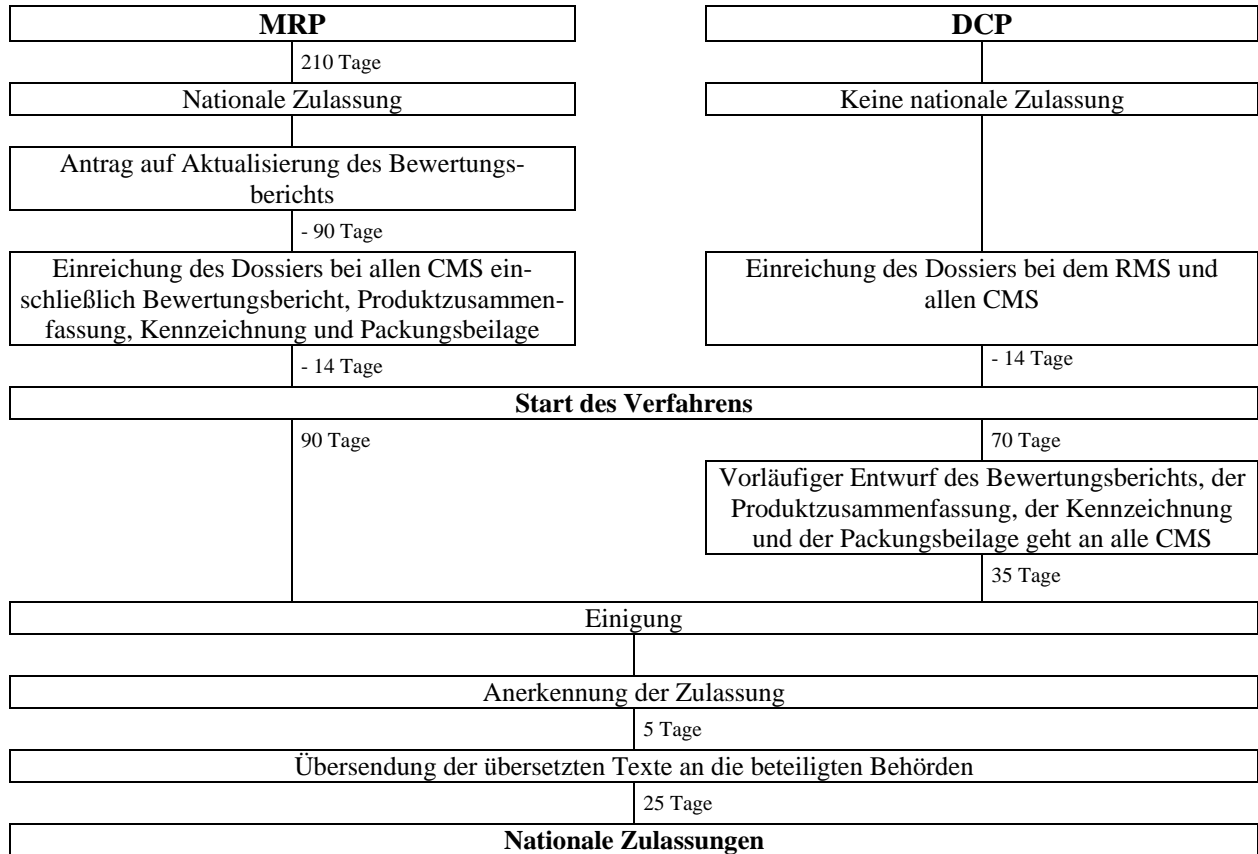 MRP
DCP
210 Tage
Nationale Zulassung
Keine nationale Zulassung
Antrag auf Aktualisierung des Bewertungs-
berichts
- 90 Tage
Einreichung des Dossiers bei allen CMS ein-
schließlich Bewertungsbericht, Produktzusammen-
fassung, Kennzeichnung und Packungsbeilage
Einreichung des Dossiers bei dem RMS und
allen CMS
- 14 Tage
- 14 Tage
Start des Verfahrens
90 Tage
70 Tage
Vorläufiger Entwurf des Bewertungsberichts, der
Produktzusammenfassung, der Kennzeichnung
und der Packungsbeilage geht an alle CMS
35 Tage
Einigung
Anerkennung der Zulassung
5 Tage
Übersendung der übersetzten Texte an die beteiligten Behörden
25 Tage
Nationale Zulassungen